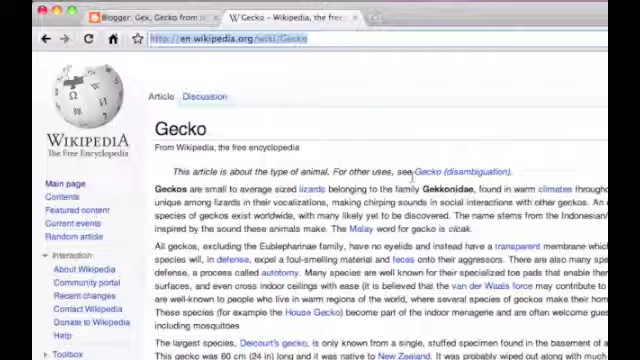 Blogger: Gex, Gecko from
Gecko – Wikipedia, the free
http://en.wikipedia.org/wiki/Gecko
Article Discussion
WIKIPEDIA
The Free Encyclopedia
Main page
Contents
Featured content
Current events
Random article
Interaction
About Wikipedia
Community portal
Recent changes
Contact Wikipedia
Donate to Wikipedia
Help
Toolbox
Gecko
From Wikipedia, the free encyclopedia
This article is about the type of animal. For other uses, see Gecko (disambiguation).
Geckos are small to average sized lizards belonging to the family Gekkonidae, found in warm climates throughou
unique among lizards in their vocalizations, making chirping sounds in social interactions with other geckos. An
species of geckos exist worldwide, with many likely yet to be discovered. The name stems from the Indonesian/
inspired by the sound these animals make. The Malay word for gecko is cicak.
All geckos, excluding the Eublepharinae family, have no eyelids and instead have a transparent membrane whic
species will, in defense, expel a foul-smelling material and feces onto their aggressors. There are also many spe
defense, a process called autotomy. Many species are well known for their specialized toe pads that enable then
surfaces, and even cross indoor ceilings with ease (it is believed that the van der Waals force may contribute to
are well-known to people who live in warm regions of the world, where several species of geckos make their hom
These species (for example the House Gecko) become part of the indoor menagerie and are often welcome gues
including mosquitoes
The largest species, Delcourt's gecko, is only known from a single, stuffed specimen found in the basement of a
This gecko was 60 cm (24 in) long and it was native to New Zealand. It was probably wiped out along with much